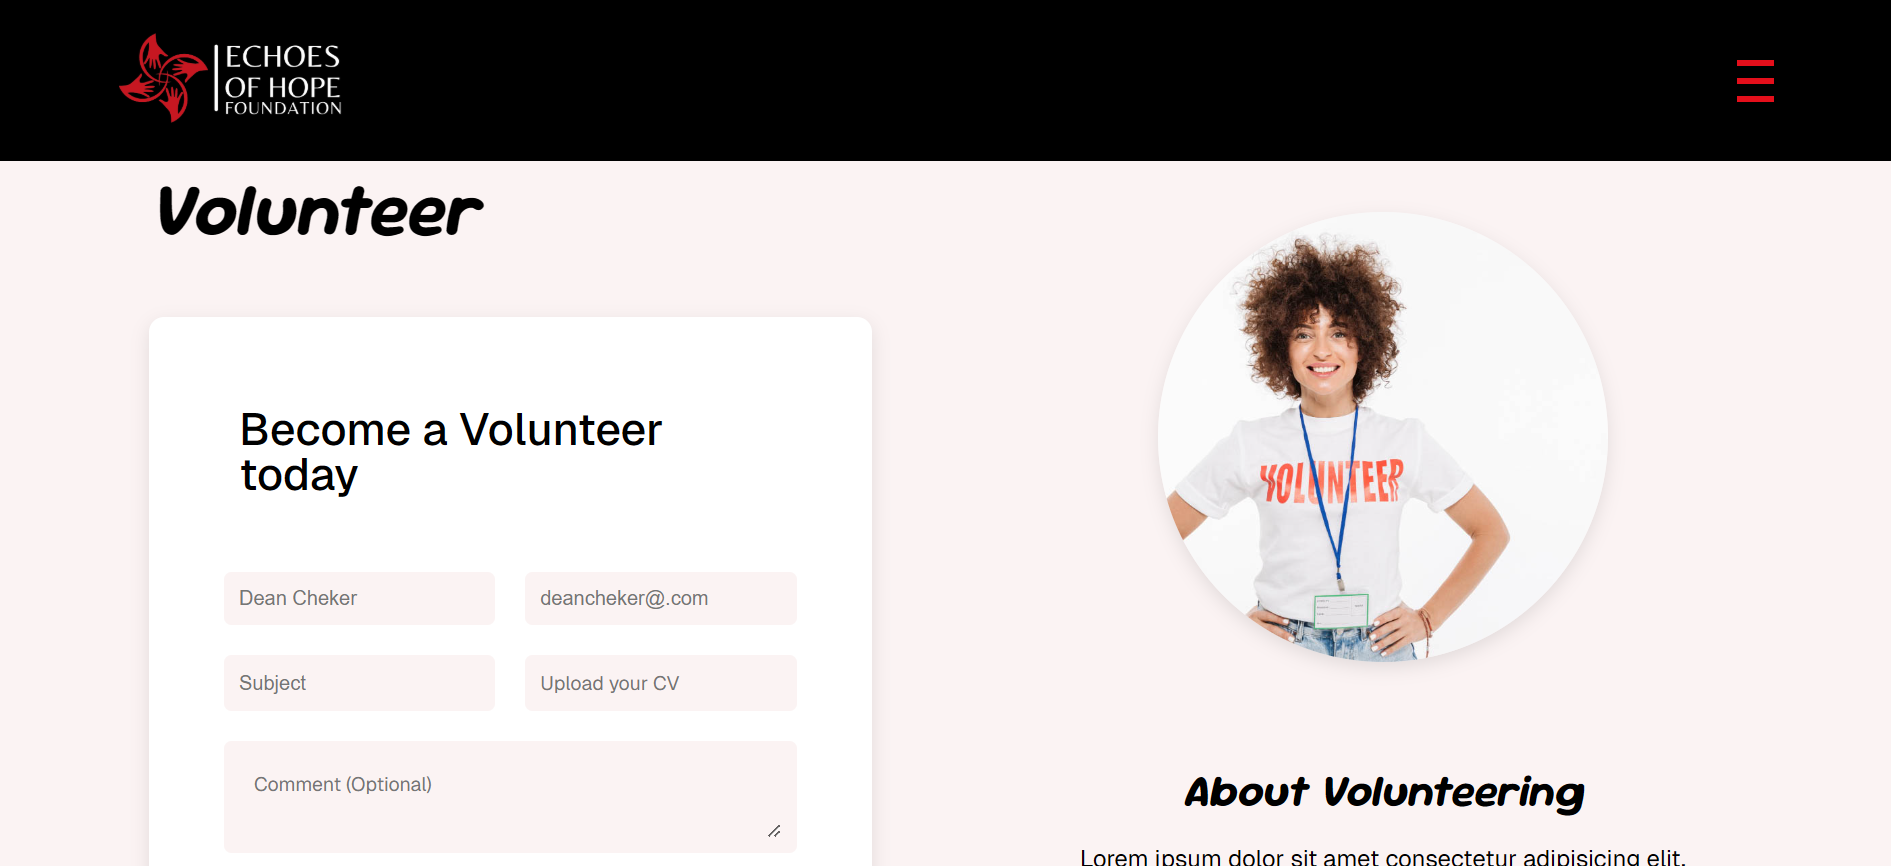 ECHOES
OF HOPE
FOUNDATION
Volunteer
Become a Volunteer
today
Dean Cheker
deancheker@.com
Subject
Upload your CV
Comment (Optional)
VOLUNTEER
About Volunteering
Lorem ipsum dolor sit amet consectetur adipisicing elit.